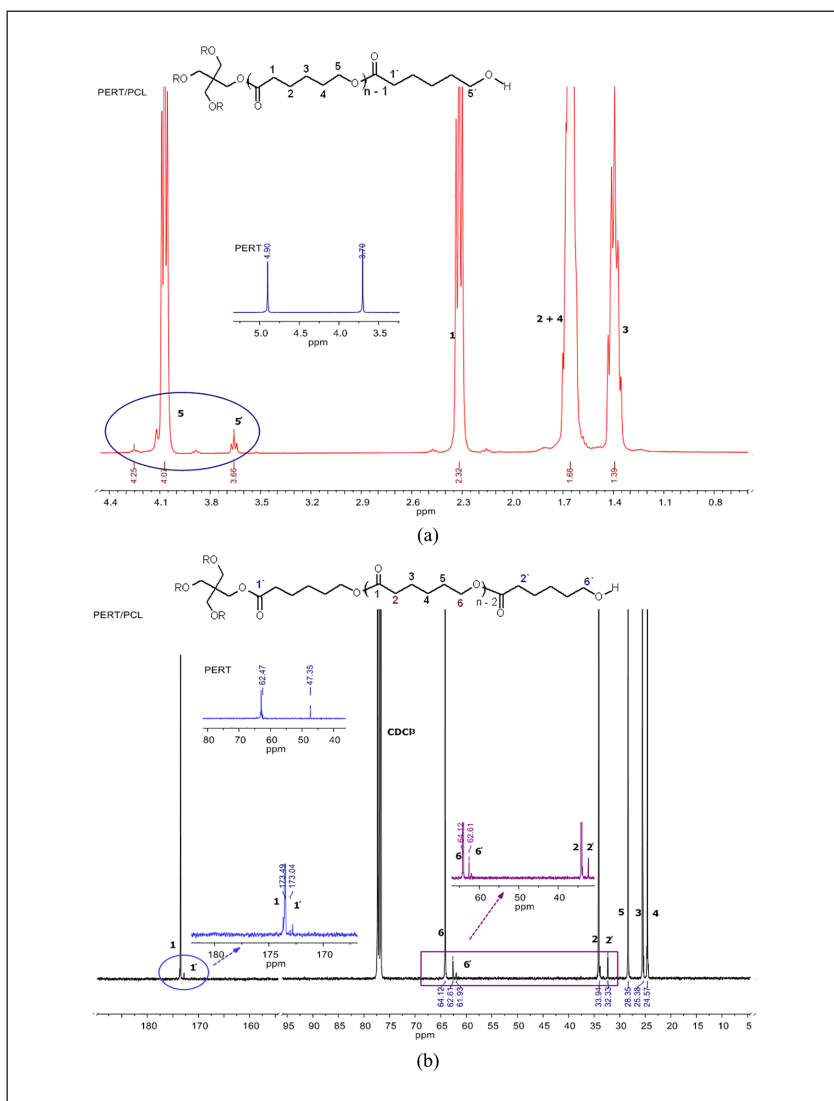 OR
RO
OR
O
O
1
2
3
4
5
O
n - 1
O
1`
5`
O
H
PERT/PCL
PERT
4.90
3.70
5.0 4.5 4.0 3.5
ppm
5
5`
1
2 + 4
3
4.25
4.07
3.66
2.32
1.66
1.39
4.4 4.1 3.8 3.5 3.2 2.9 2.6 2.3 2.0 1.7 1.4 1.1 0.8
ppm
(a)
OR
RO
OR
O
1`
O
O
O
1
2
3
4
5
6
O
n - 2
O
2`
6`
O
H
PERT/PCL
PERT
62.47
47.35
80 70 60 50 40
ppm
CDCl3
64.12
62.61
6
6`
2
2`
60 50 40
ppm
173.49
173.04
1
1`
180 175 170
ppm
1
1`
6
6`
2
2`
5
3
4
64.12
62.61
61.93
33.94
32.33
28.35
25.38
24.57
180 170 160
95 90 85 80 75 70 65 60 55 50 45 40 35 30 25 20 15 10 5
ppm
(b)